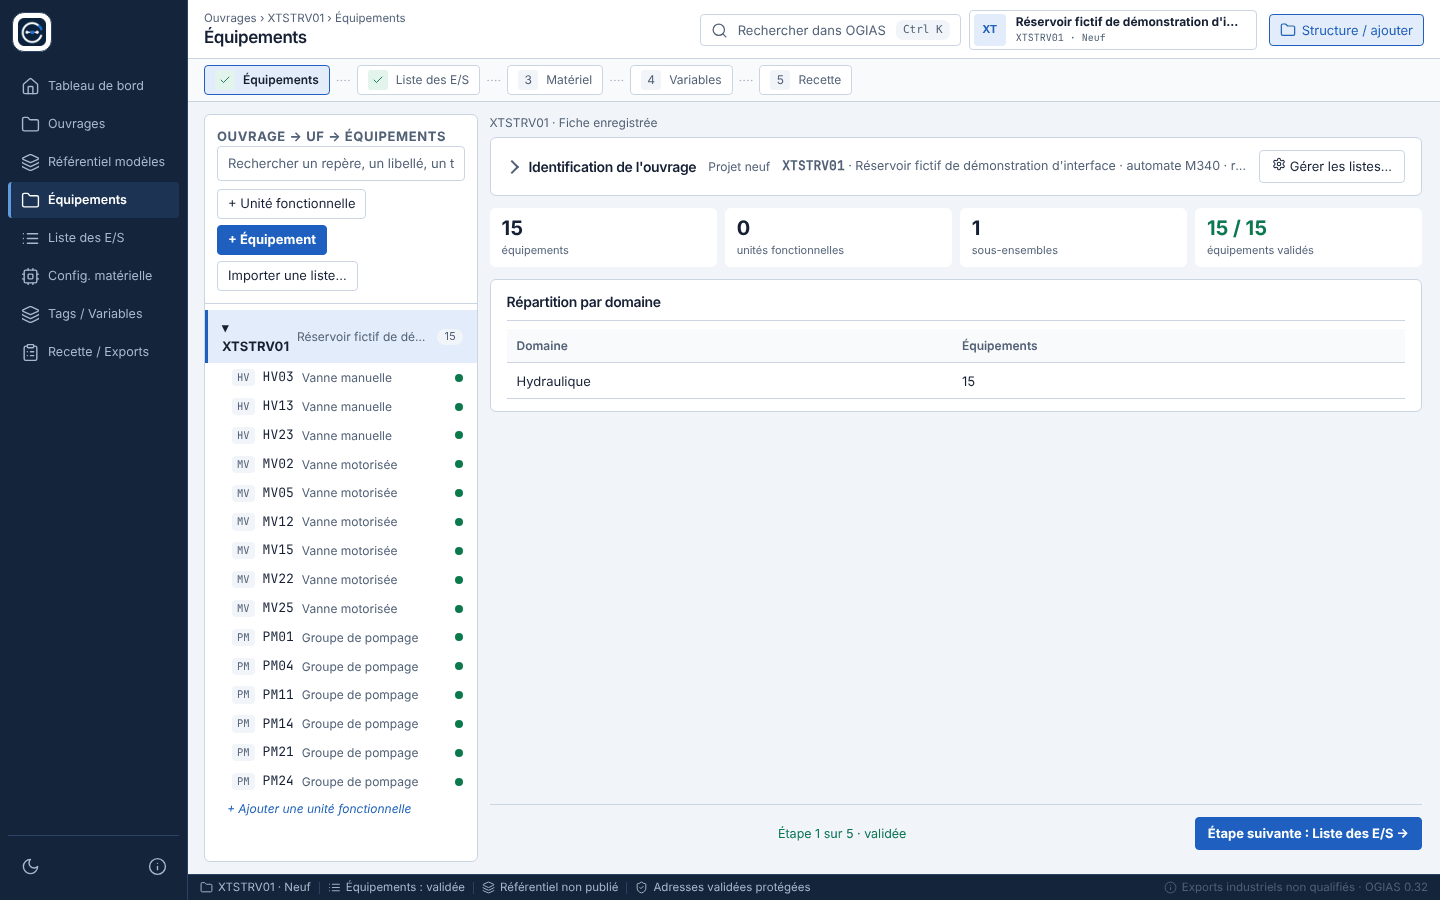 Tableau de bord
Ouvrages
Référentiel modèles
Équipements
Liste des E/S
Config. matérielle
Tags / Variables
Recette / Exports
Ouvrages › XTSTRV01 › Équipements
Équipements
Rechercher dans OGIAS Ctrl K
XT
Réservoir fictif de démonstration d'i...
XTSTRV01 · Neuf
Structure / ajouter
Équipements
Liste des E/S
3 Matériel
4 Variables
5 Recette
OUVRAGE → UF → ÉQUIPEMENTS
Rechercher un repère, un libellé, un t
+ Unité fonctionnelle
+ Équipement
Importer une liste...
▾ XTSTRV01 Réservoir fictif de dé... 15
HV HV03 Vanne manuelle
HV HV13 Vanne manuelle
HV HV23 Vanne manuelle
MV MV02 Vanne motorisée
MV MV05 Vanne motorisée
MV MV12 Vanne motorisée
MV MV15 Vanne motorisée
MV MV22 Vanne motorisée
MV MV25 Vanne motorisée
PM PM01 Groupe de pompage
PM PM04 Groupe de pompage
PM PM11 Groupe de pompage
PM PM14 Groupe de pompage
PM PM21 Groupe de pompage
PM PM24 Groupe de pompage
+ Ajouter une unité fonctionnelle
XTSTRV01 · Fiche enregistrée
Identification de l'ouvrage Projet neuf XTSTRV01 · Réservoir fictif de démonstration d'interface · automate M340 · r... Gérer les listes...
15
équipements
0
unités fonctionnelles
1
sous-ensembles
15 / 15
équipements validés
Répartition par domaine
Domaine Équipements
Hydraulique 15
Étape 1 sur 5 · validée
Étape suivante : Liste des E/S →
XTSTRV01 · Neuf
Équipements : validée
Référentiel non publié
Adresses validées protégées
Exports industriels non qualifiés · OGIAS 0.32